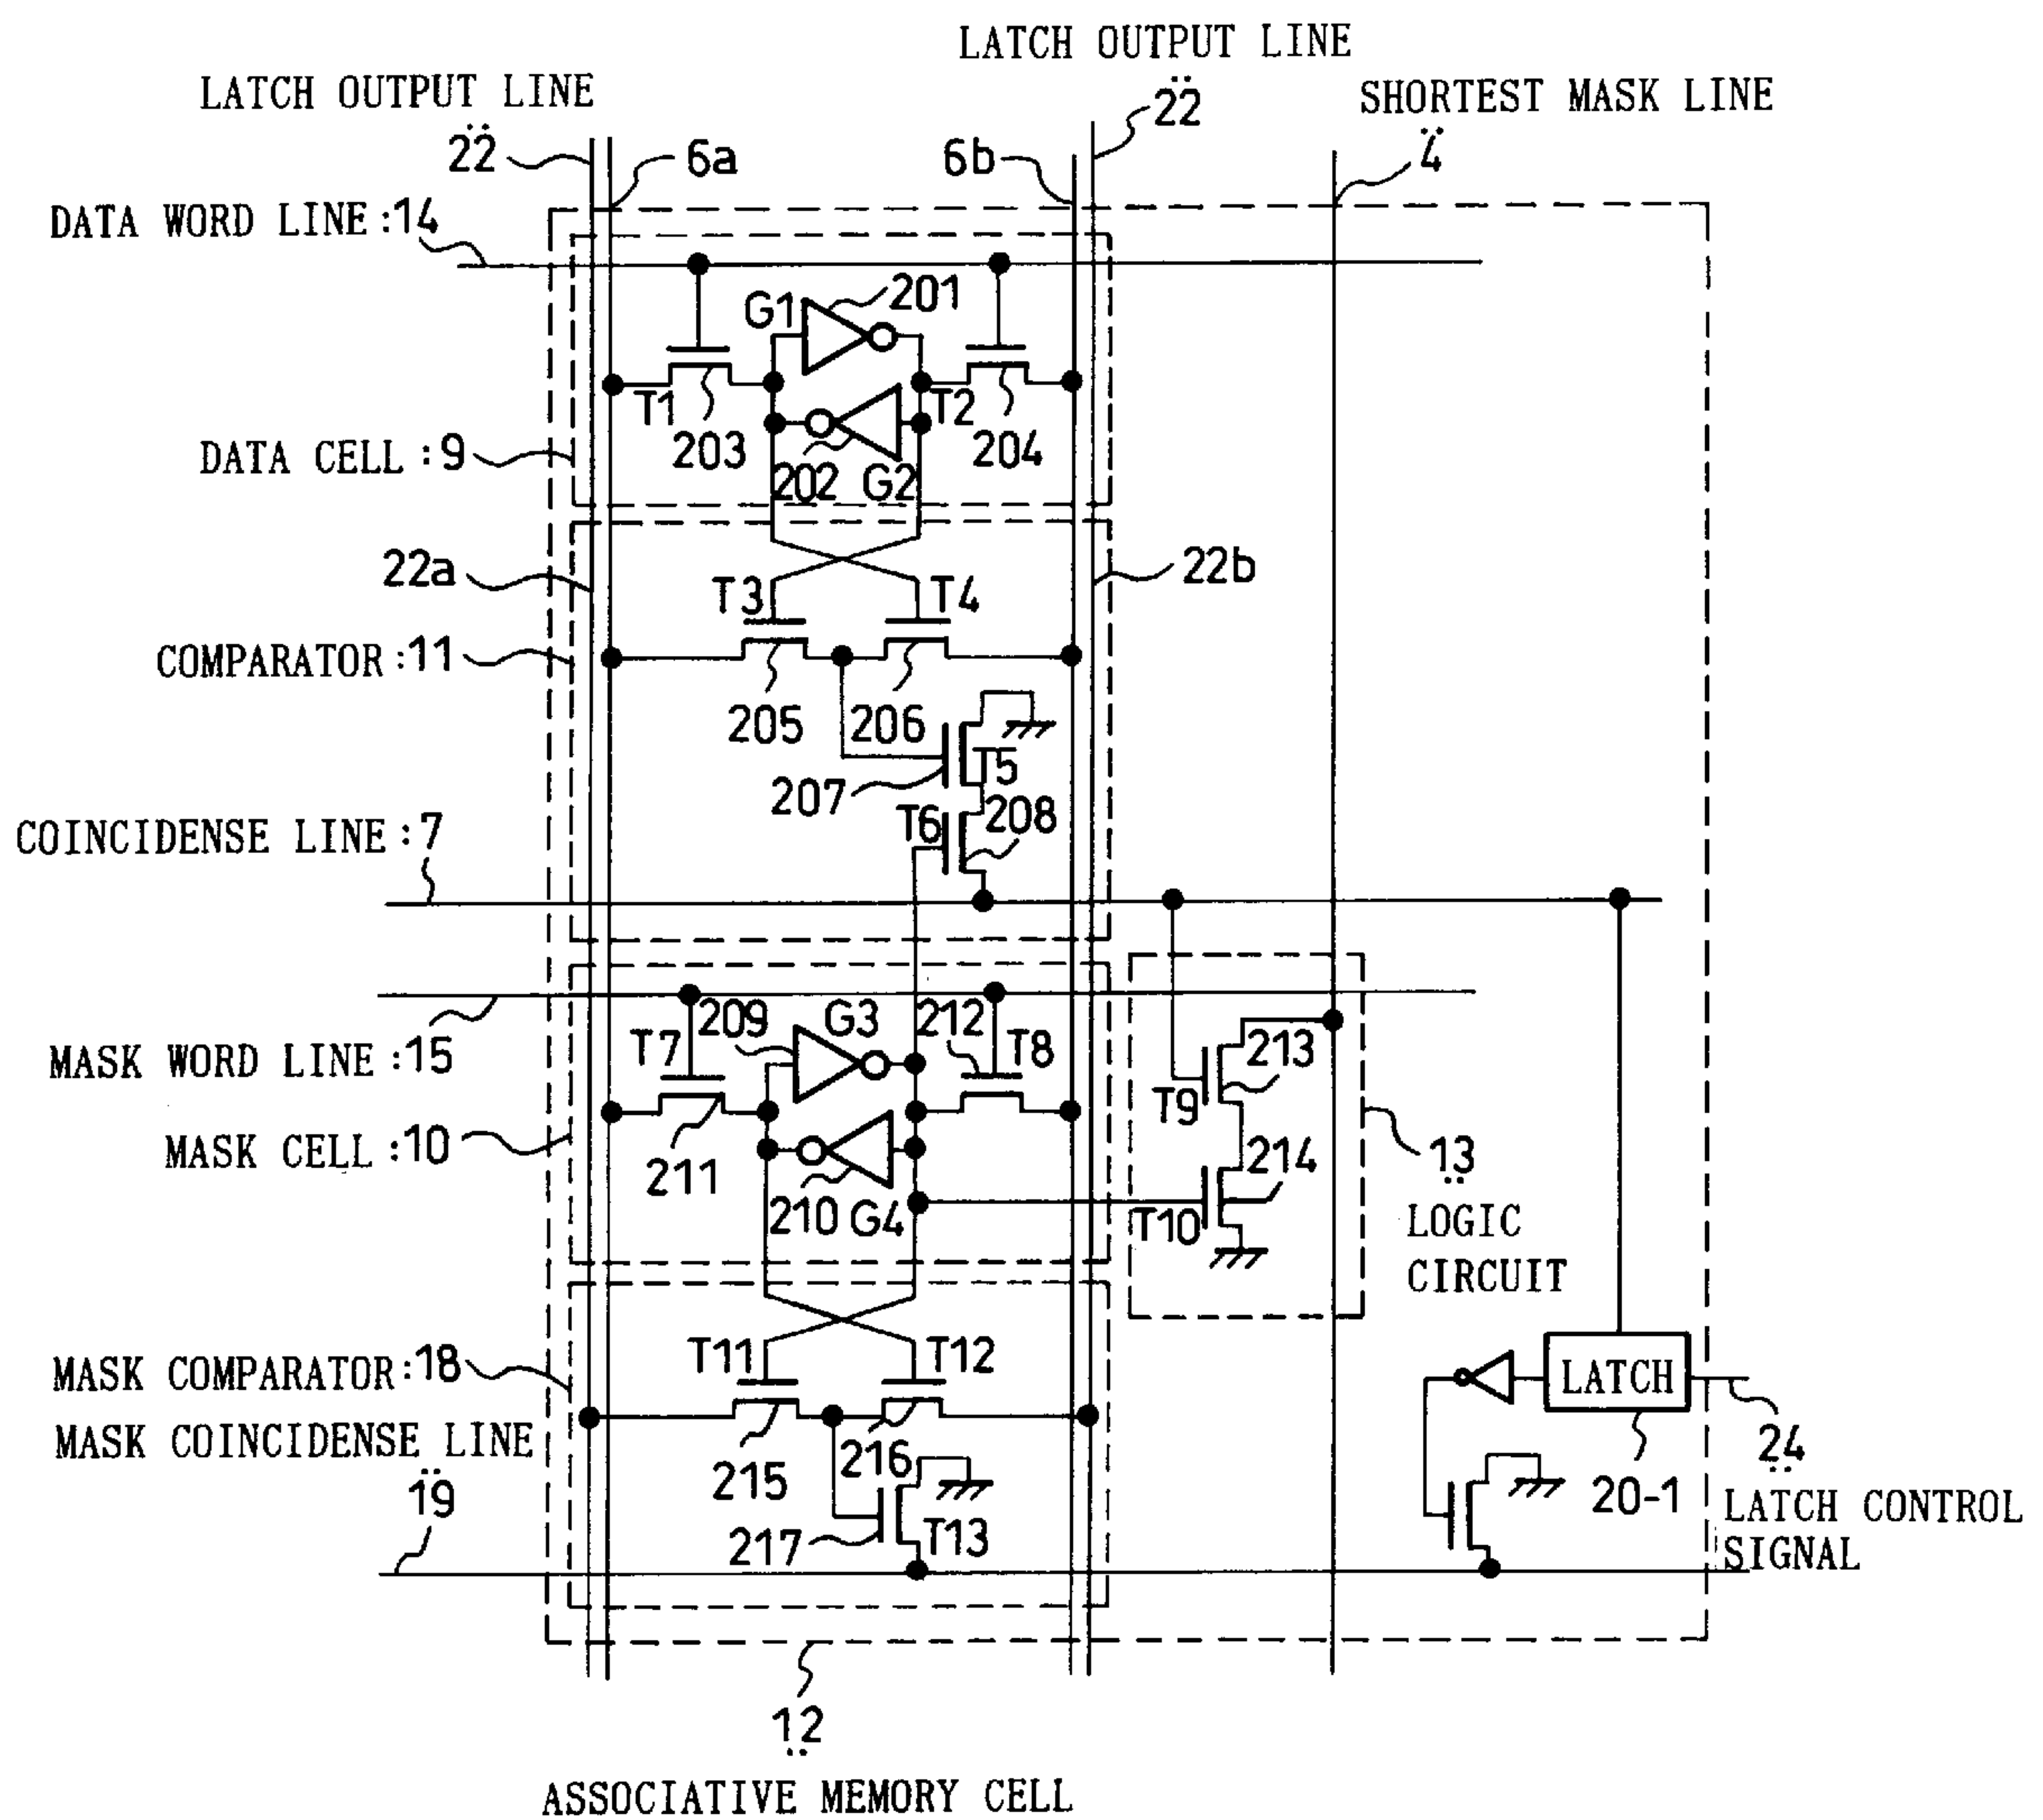 LATCH OUTPUT LINE
22
LATCH OUTPUT LINE
22
SHORTEST MASK LINE
4
6a
6b
DATA WORD LINE :14
G1
201
T1
203
T2
204
202
G2
DATA CELL :9
22a
22b
T3
T4
COMPARATOR :11
205
206
T5
207
T6
208
COINCIDENSE LINE :7
209
G3
212
T7
T8
MASK WORD LINE :15
213
T9
MASK CELL :10
211
210
G4
214
T10
13
LOGIC
CIRCUIT
T11
T12
MASK COMPARATOR :18
LATCH
MASK COINCIDENSE LINE
19
215
216
217
T13
20-1
24
LATCH CONTROL
SIGNAL
12
ASSOCIATIVE MEMORY CELL